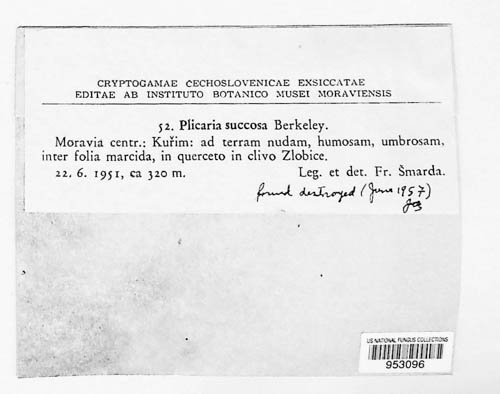 CRYPTOGAMAE ČECHOSLOVENICAE EXSICCATAE
EDITAE AB INSTITUTO BOTANICO MUSEI MORAVIENSIS
52. Plicaria succosa Berkeley.
Moravia centr.: Kuřim: ad terram nudam, humosam, umbrosam,
inter folia marcida, in querceto in clivo Zlobice.
22. 6. 1951, ca 320 m. Leg. et det. Fr. Šmarda.
found destroyed (June 1957)
US NATIONAL FUNGUS COLLECTIONS
953096